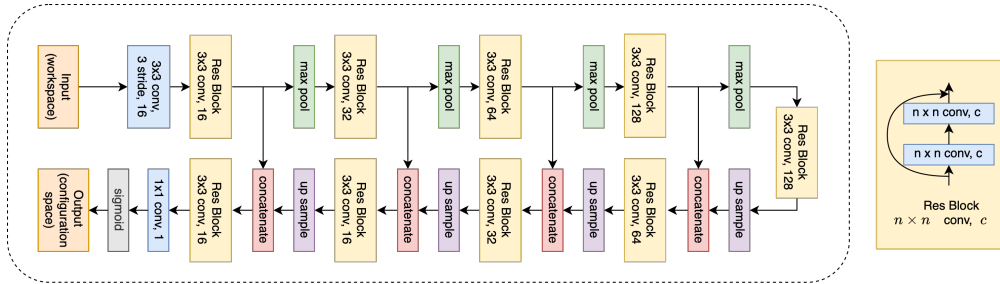 Input
(workspace)
3x3 conv,
3 stride, 16
Res Block
3x3 conv, 16
max pool
Res Block
3x3 conv, 32
max pool
Res Block
3x3 conv, 64
max pool
Res Block
3x3 conv, 128
max pool
Res Block
3x3 conv, 128
up sample
concatenate
Res Block
3x3 conv, 64
up sample
concatenate
Res Block
3x3 conv, 32
up sample
concatenate
Res Block
3x3 conv, 16
up sample
concatenate
Res Block
3x3 conv, 16
1x1 conv, 1
sigmoid
Output
(configuration
space)
n x n conv, c
n x n conv, c
Res Block
n × n conv, c